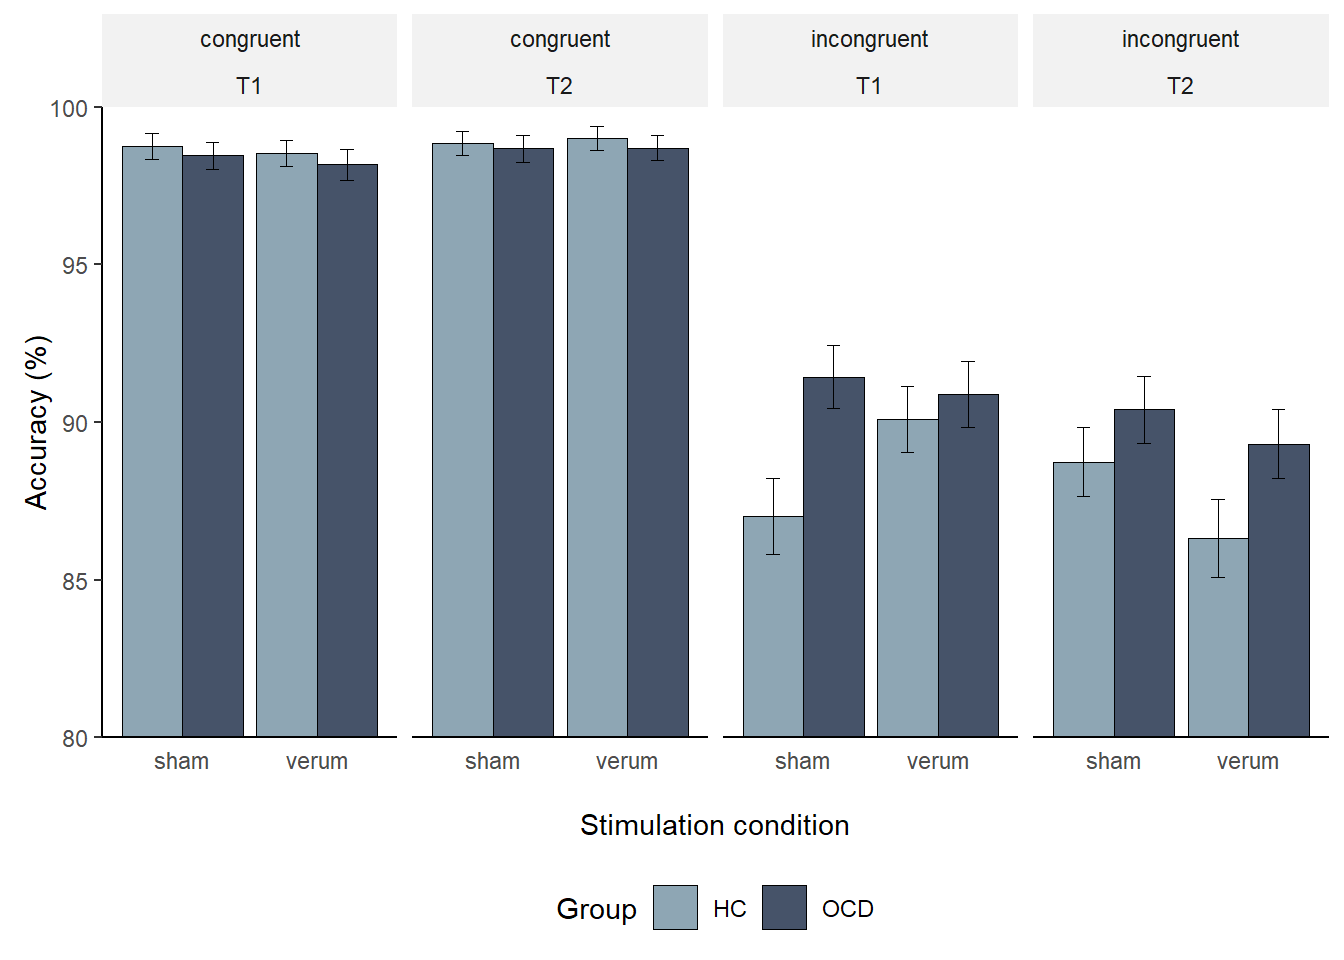 congruent congruent incongruent incongruent
T1 T2 T1 T2
100
95
90
85
80
Accuracy (%)
sham verum sham verum sham verum sham verum
Stimulation condition
Group HC OCD